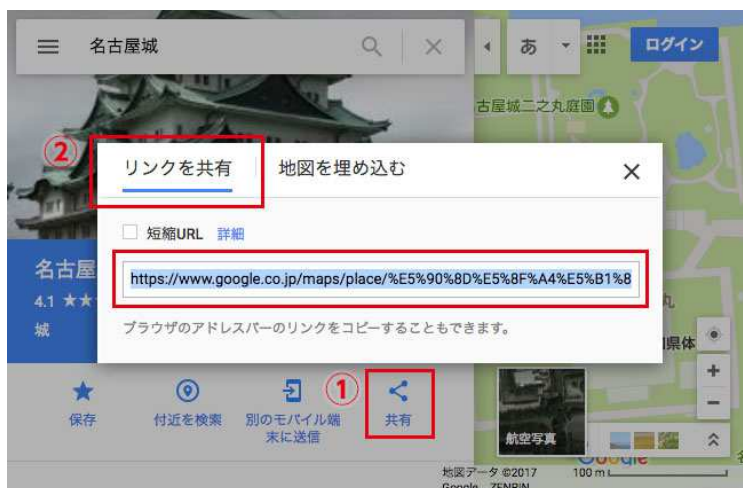 名古屋城
あ
ログイン
古屋城二之丸庭園
②
リンクを共有
地図を埋め込む
短縮URL 詳細
https://www.google.co.jp/maps/place/%E5%90%8D%E5%8F%A4%E5%B1%8
ブラウザのアドレスバーのリンクをコピーすることもできます。
名古屋
4.1 ★★
城
丸
県体
①
保存
付近を検索
別のモバイル端
末に送信
共有
航空写真
Google
地図データ ©2017
100 m
Google, ZENRIN